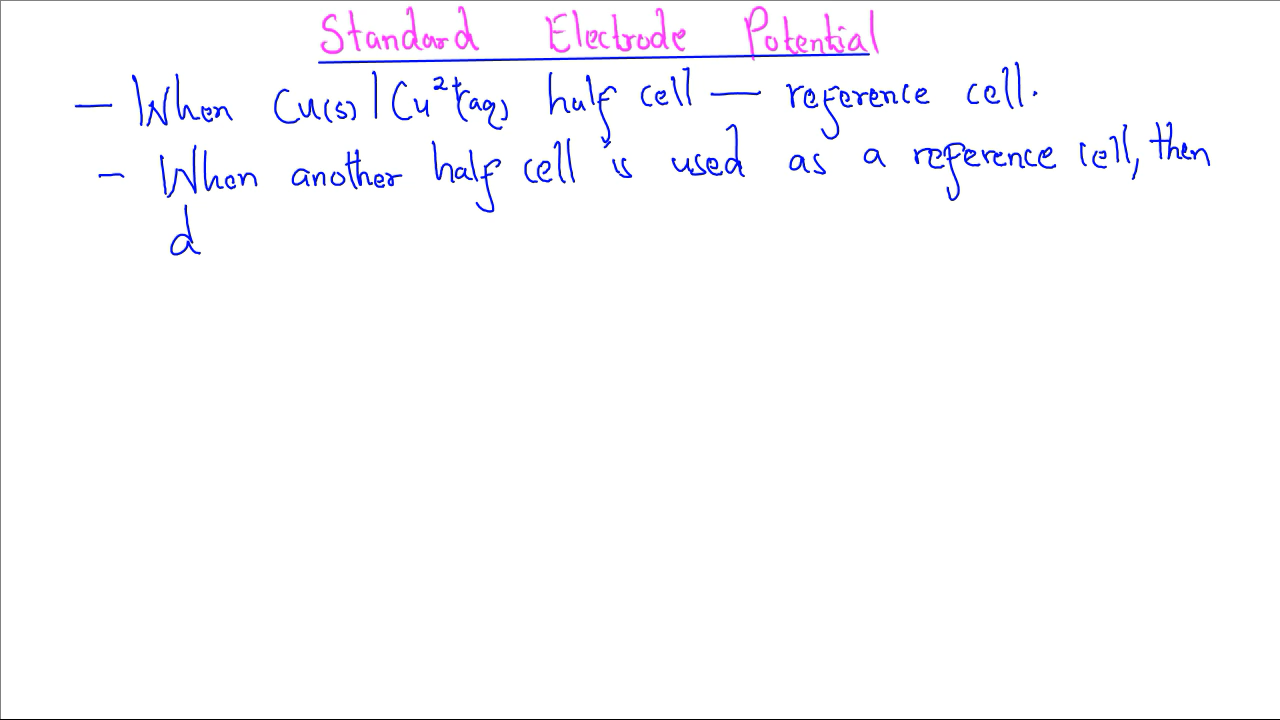 Standard Electrode Potential
— When Cu(s) | Cu²⁺(aq) half cell — reference cell.
- When another half cell is used as a reference cell, then
d